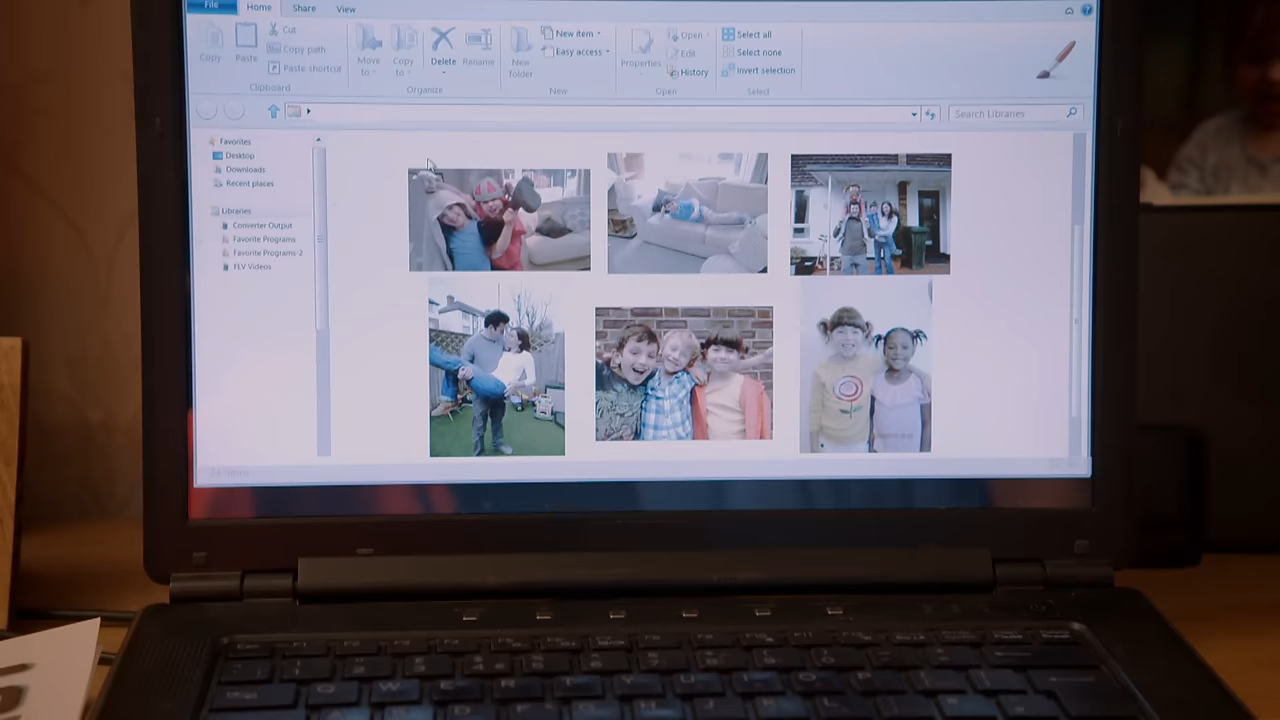 File Home Share View
Copy
Paste
Cut
Copy path
Paste shortcut
Clipboard
Move to
Copy to
Delete
Rename
Organize
New folder
New item
Easy access
New
Properties
Open
Edit
History
Open
Select all
Select none
Invert selection
Select
Search Libraries
Favorites
Desktop
Downloads
Recent places
Libraries
Converter Output
Favorite Programs
Favorite Programs-2
FLV Videos